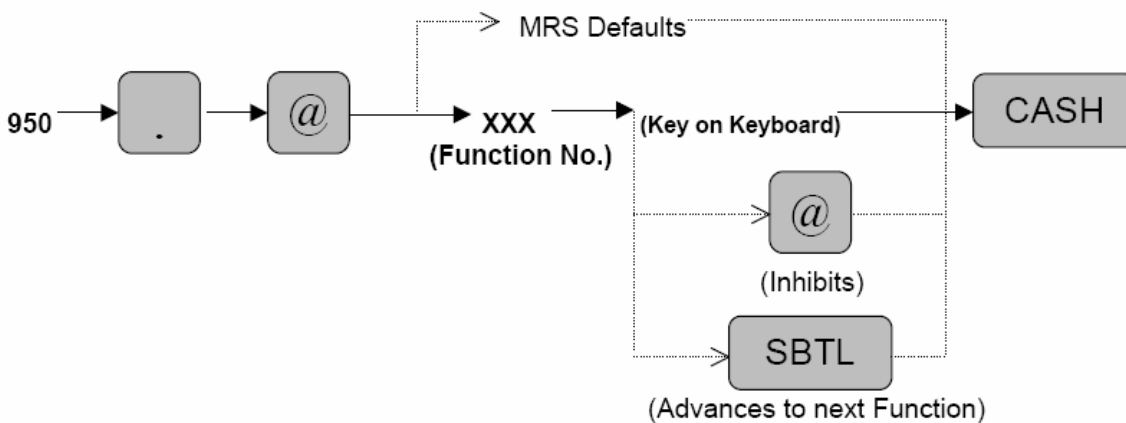 MRS Defaults
950
.
@
XXX
(Function No.)
(Key on Keyboard)
CASH
@
(Inhibits)
SBTL
(Advances to next Function)